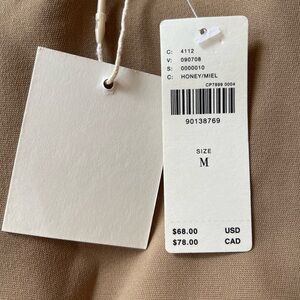 C: 4112
V: 090708
S: 0000010
C: HONEY/MIEL
CP7899 0004
90138769
SIZE
M
$68.00 USD
$78.00 CAD